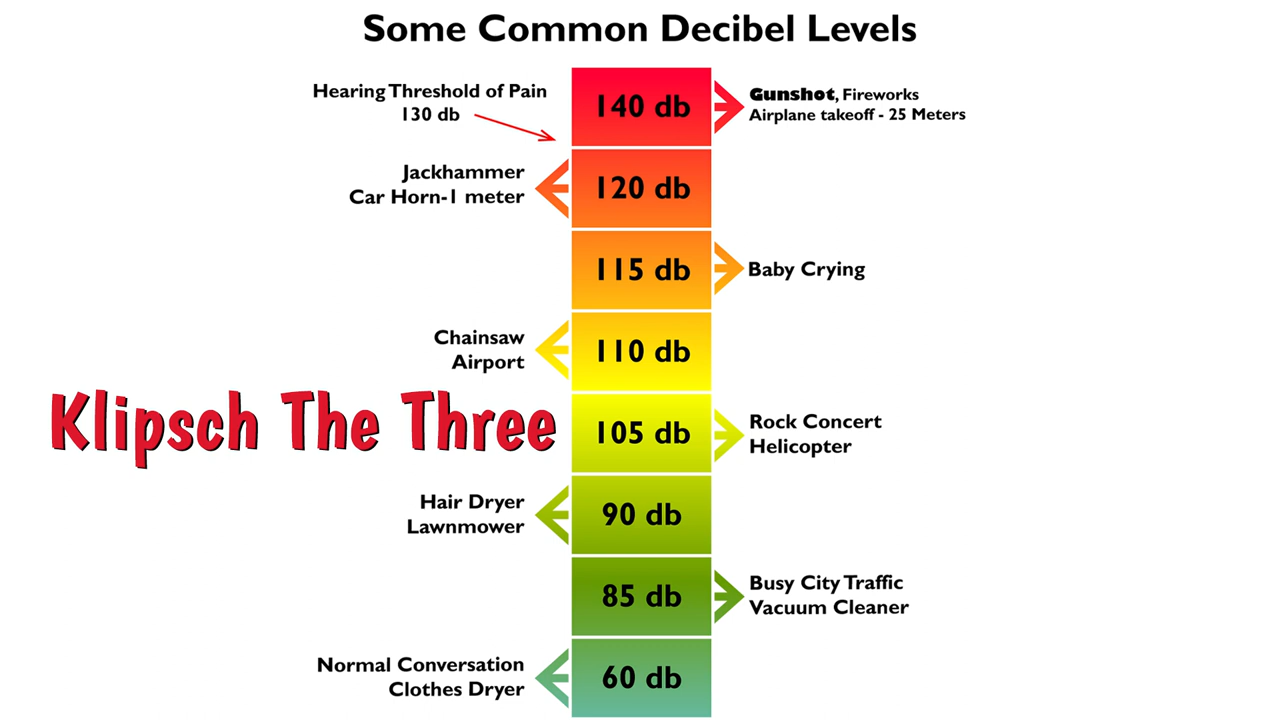 Some Common Decibel Levels
Hearing Threshold of Pain
130 db
140 db
Gunshot, Fireworks
Airplane takeoff - 25 Meters
Jackhammer
Car Horn-1 meter
120 db
115 db
Baby Crying
Chainsaw
Airport
110 db
Klipsch The Three
105 db
Rock Concert
Helicopter
Hair Dryer
Lawnmower
90 db
85 db
Busy City Traffic
Vacuum Cleaner
Normal Conversation
Clothes Dryer
60 db